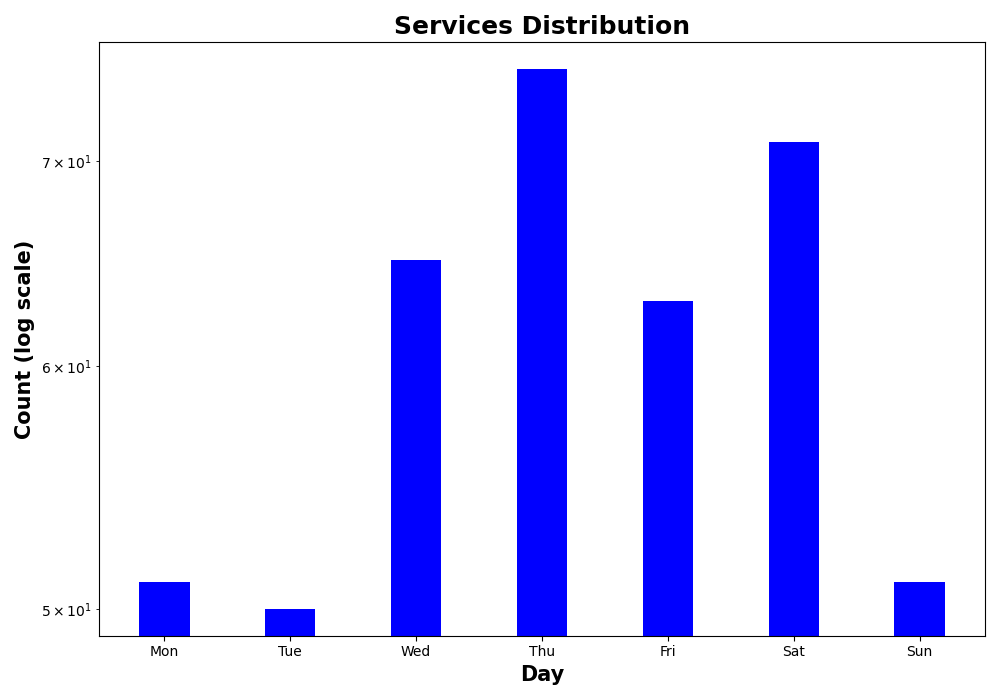 Services Distribution
Count (log scale)
7 × 10¹
6 × 10¹
5 × 10¹
Mon Tue Wed Thu Fri Sat Sun
Day